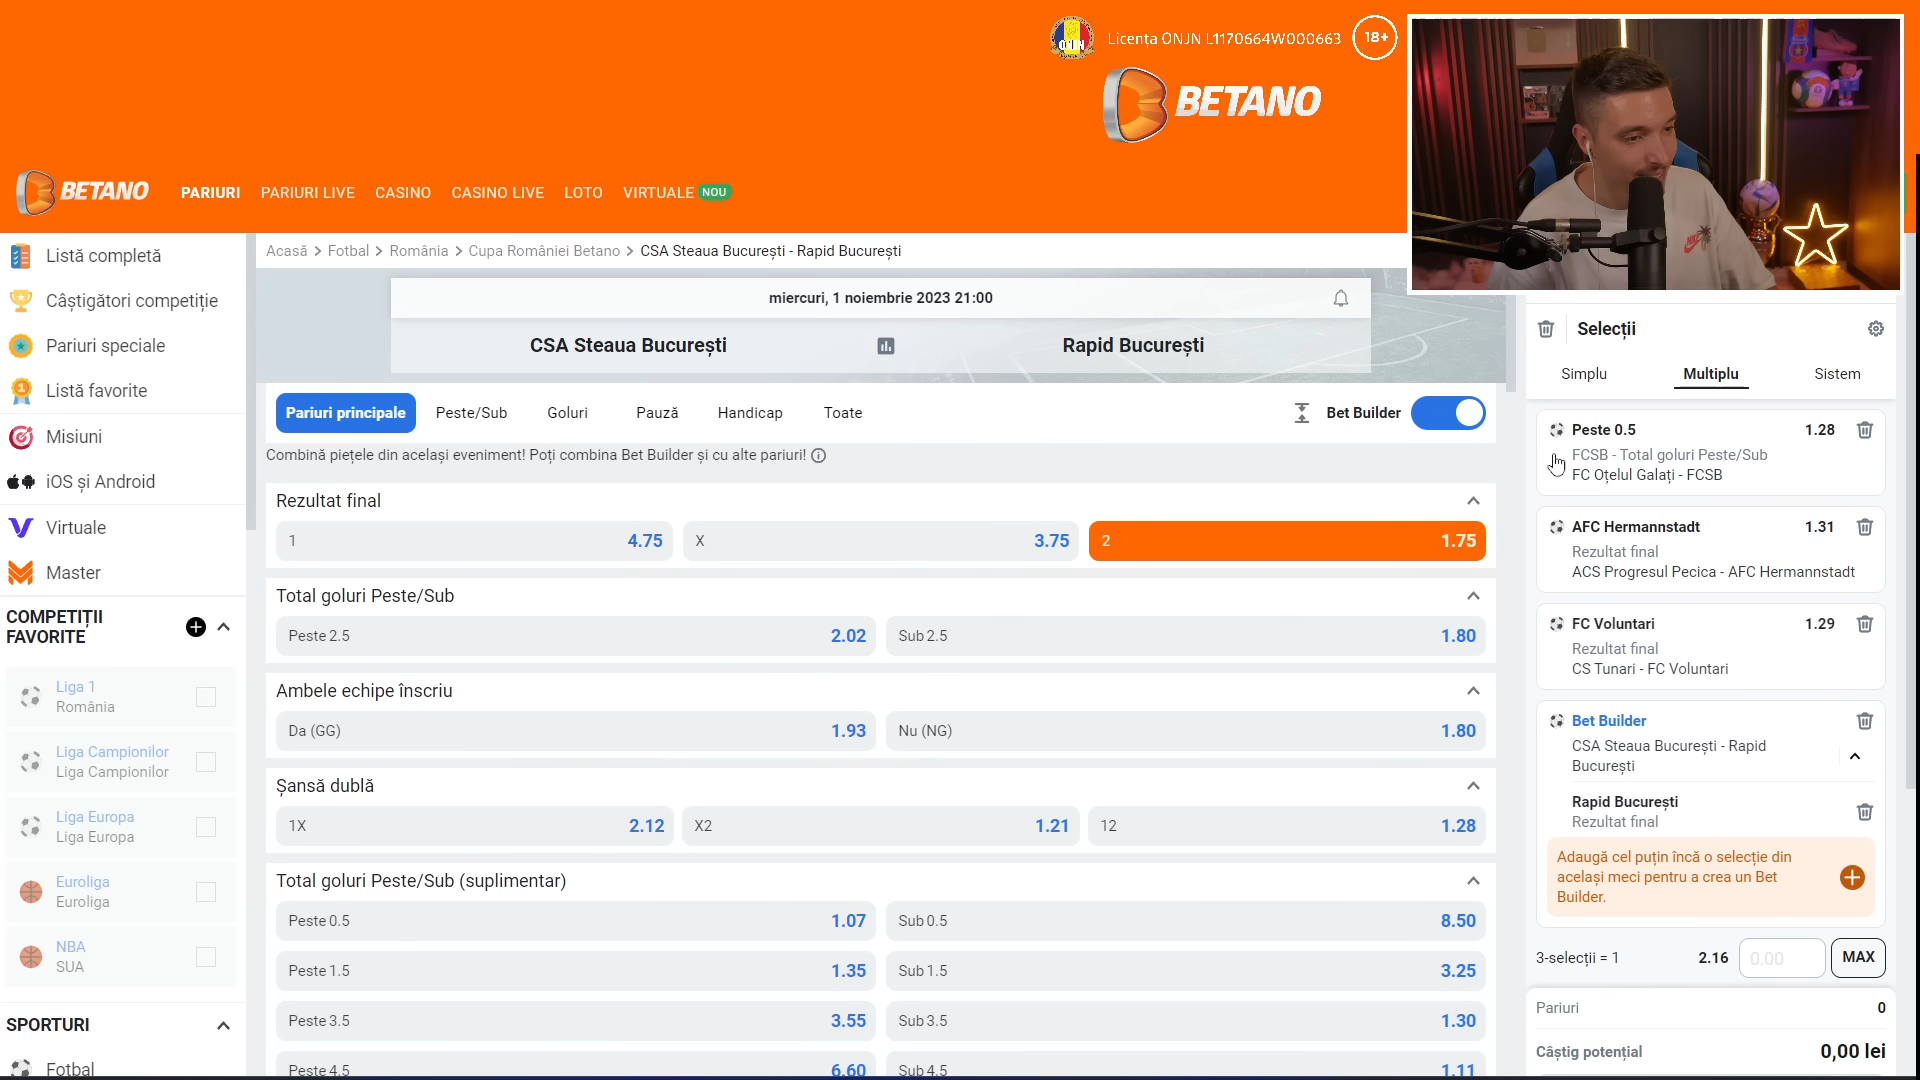 Licența ONJN L1170664W000663
18+
ONJN
BETANO
BETANO
PARIURI
PARIURI LIVE
CASINO
CASINO LIVE
LOTO
VIRTUALE NOU
Listă completă
Câștigători competiție
Pariuri speciale
Listă favorite
Misiuni
iOS și Android
Virtuale
Master
COMPETIȚII
FAVORITE
Liga 1
România
Liga Campionilor
Liga Campionilor
Liga Europa
Liga Europa
Euroliga
Euroliga
NBA
SUA
SPORTURI
Fotbal
Acasă > Fotbal > România > Cupa României Betano > CSA Steaua București - Rapid București
miercuri, 1 noiembrie 2023 21:00
CSA Steaua București
Rapid București
Pariuri principale
Peste/Sub
Goluri
Pauză
Handicap
Toate
Bet Builder
Combină piețele din același eveniment! Poți combina Bet Builder și cu alte pariuri!
Rezultat final
1 4.75
X 3.75
2 1.75
Total goluri Peste/Sub
Peste 2.5 2.02
Sub 2.5 1.80
Ambele echipe înscriu
Da (GG) 1.93
Nu (NG) 1.80
Șansă dublă
1X 2.12
X2 1.21
12 1.28
Total goluri Peste/Sub (suplimentar)
Peste 0.5 1.07
Sub 0.5 8.50
Peste 1.5 1.35
Sub 1.5 3.25
Peste 3.5 3.55
Sub 3.5 1.30
Peste 4.5 6.60
Sub 4.5 1.11
Selecții
Simplu
Multiplu
Sistem
Peste 0.5 1.28
FCSB - Total goluri Peste/Sub
FC Oțelul Galați - FCSB
AFC Hermannstadt 1.31
Rezultat final
ACS Progresul Pecica - AFC Hermannstadt
FC Voluntari 1.29
Rezultat final
CS Tunari - FC Voluntari
Bet Builder
CSA Steaua București - Rapid
București
Rapid București
Rezultat final
Adaugă cel puțin încă o selecție din
același meci pentru a crea un Bet
Builder.
3-selecții = 1 2.16 0.00 MAX
Pariuri 0
Câștig potențial 0,00 lei